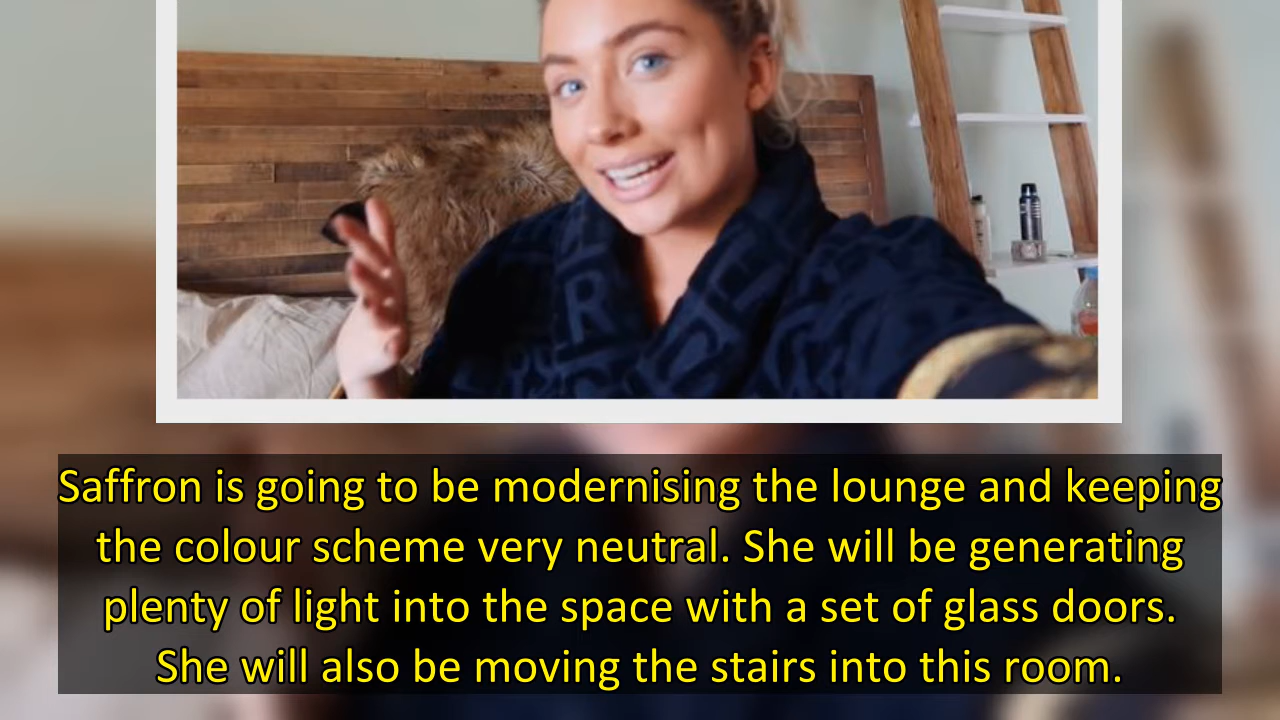 Saffron is going to be modernising the lounge and keeping
the colour scheme very neutral. She will be generating
plenty of light into the space with a set of glass doors.
She will also be moving the stairs into this room.